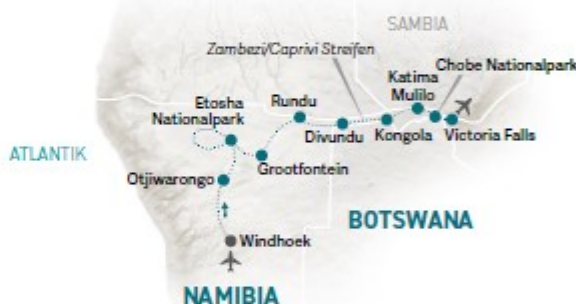 SAMBIA
Zambezi/Caprivi Streifen
Chobe Nationalpark
Katima
Mulilo
Etosha
Nationalpark
Rundu
Divundu
Kongola
Victoria Falls
ATLANTIK
Grootfontein
Otjiwarongo
BOTSWANA
Windhoek
NAMIBIA